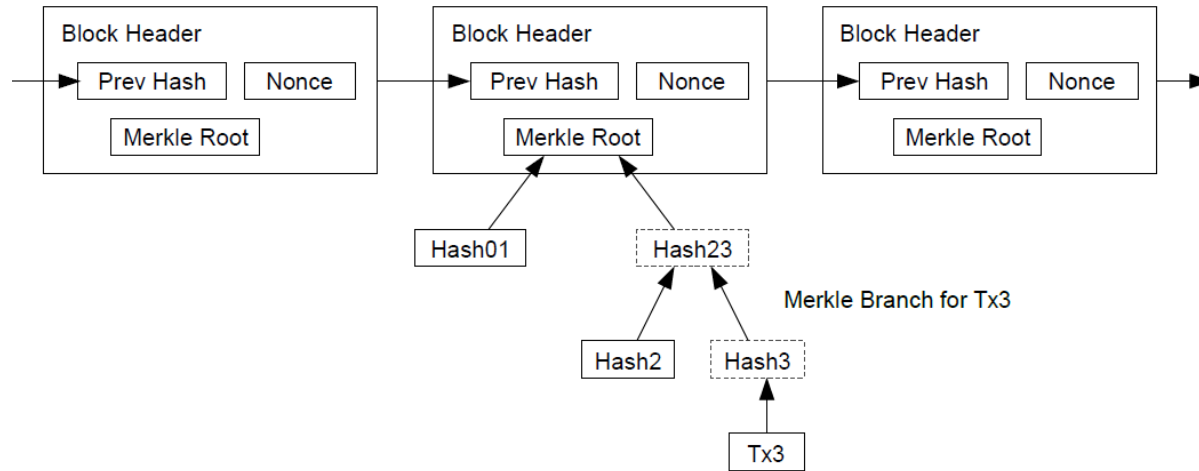 Block Header
Block Header
Block Header
Prev Hash
Nonce
Prev Hash
Nonce
Prev Hash
Nonce
Merkle Root
Merkle Root
Merkle Root
Hash01
Hash23
Merkle Branch for Tx3
Hash2
Hash3
Tx3